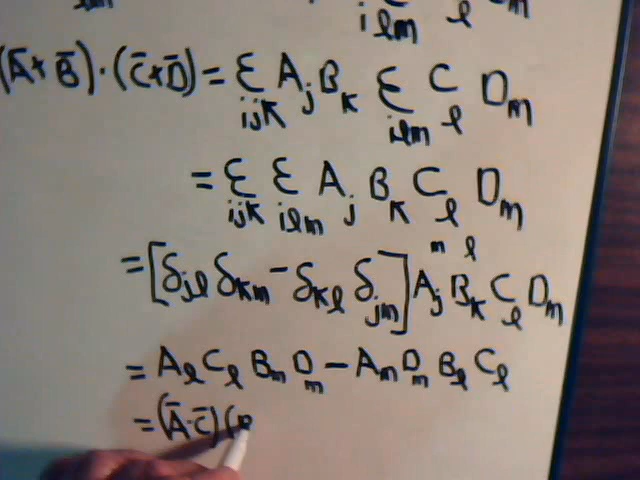 ilm l m
(A̅×B̅)·(C̅×D̅)=ε_ijk A_j B_k ε_ilm C_l D_m
=ε_ijk ε_ilm A_j B_k C_l D_m
m l
=[δ_jl δ_km-δ_kl δ_jm]A_j B_k C_l D_m
=A_l C_l B_m D_m-A_m D_m B_l C_l
=(A̅·C̅)(